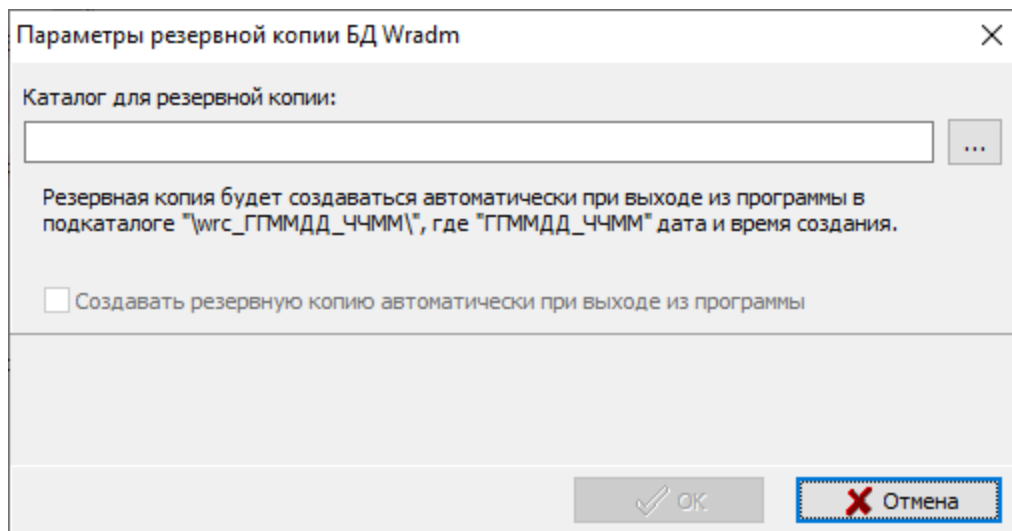 Параметры резервной копии БД Wradm
Каталог для резервной копии:
...
Резервная копия будет создаваться автоматически при выходе из программы в
подкаталоге "\wrc_ГГММДД_ЧЧММ\", где "ГГММДД_ЧЧММ" дата и время создания.
Создавать резервную копию автоматически при выходе из программы
OK
Отмена